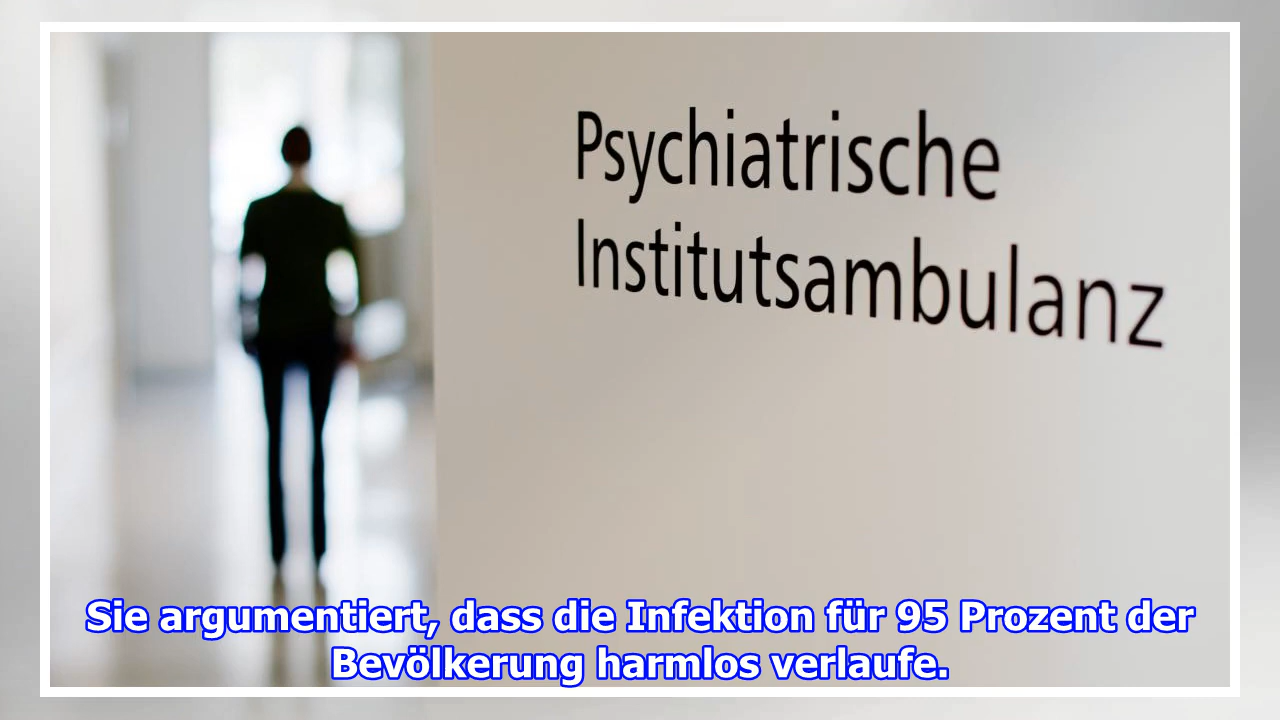 Psychiatrische
Institutsambulanz
Sie argumentiert, dass die Infektion für 95 Prozent der
Bevölkerung harmlos verlaufe.